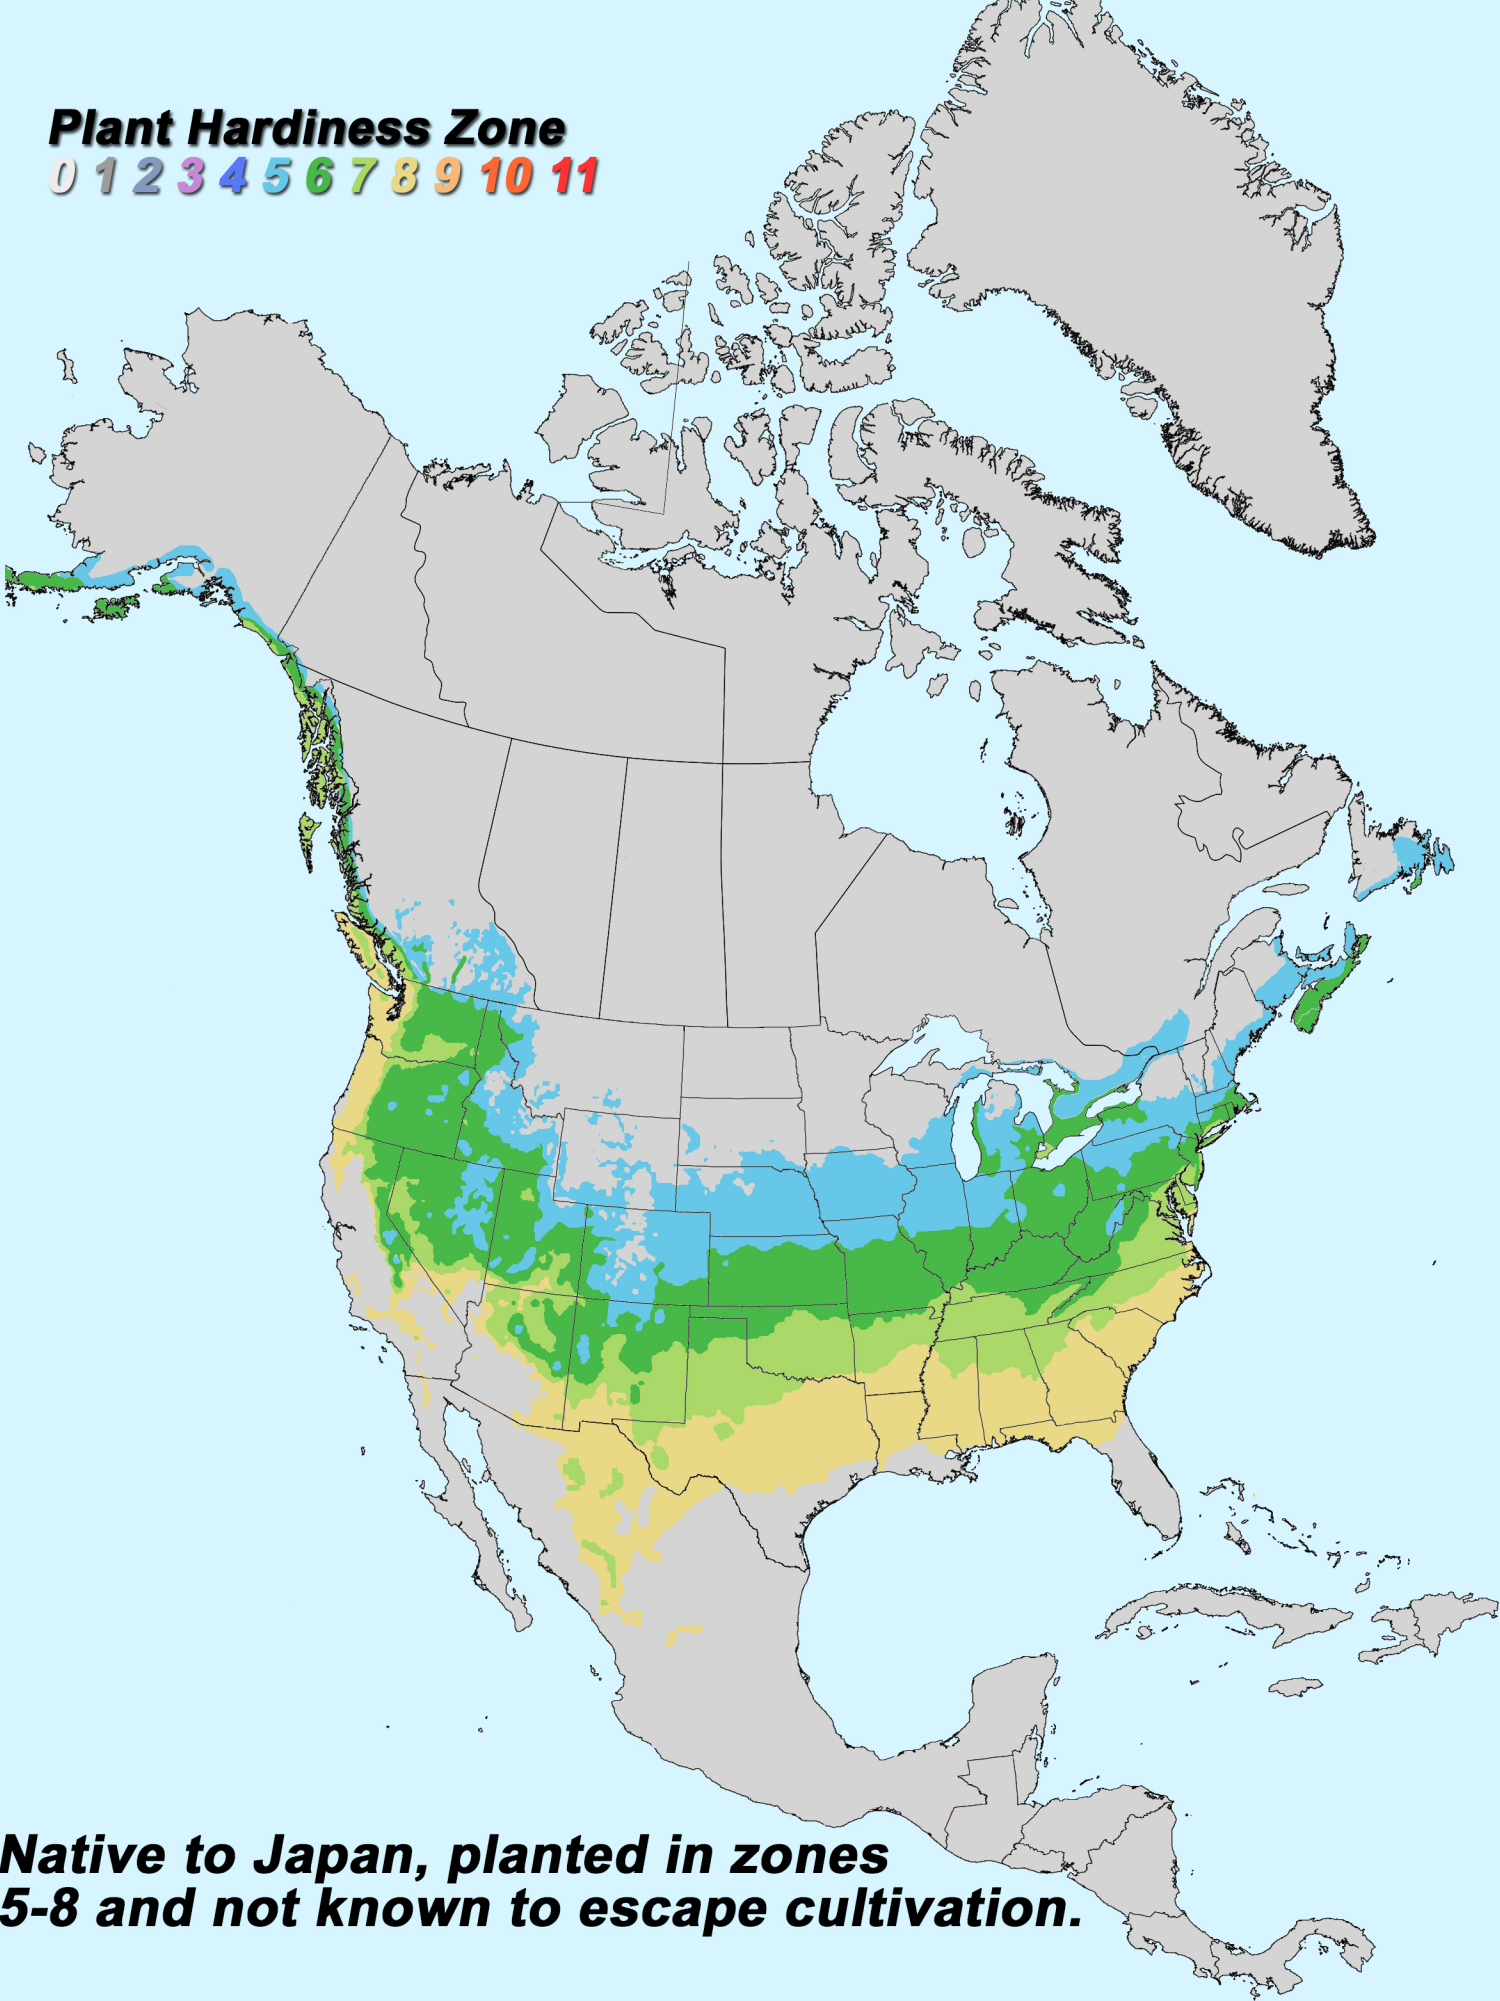 Plant Hardiness Zone
0 1 2 3 4 5 6 7 8 9 10 11
Native to Japan, planted in zones
5-8 and not known to escape cultivation.